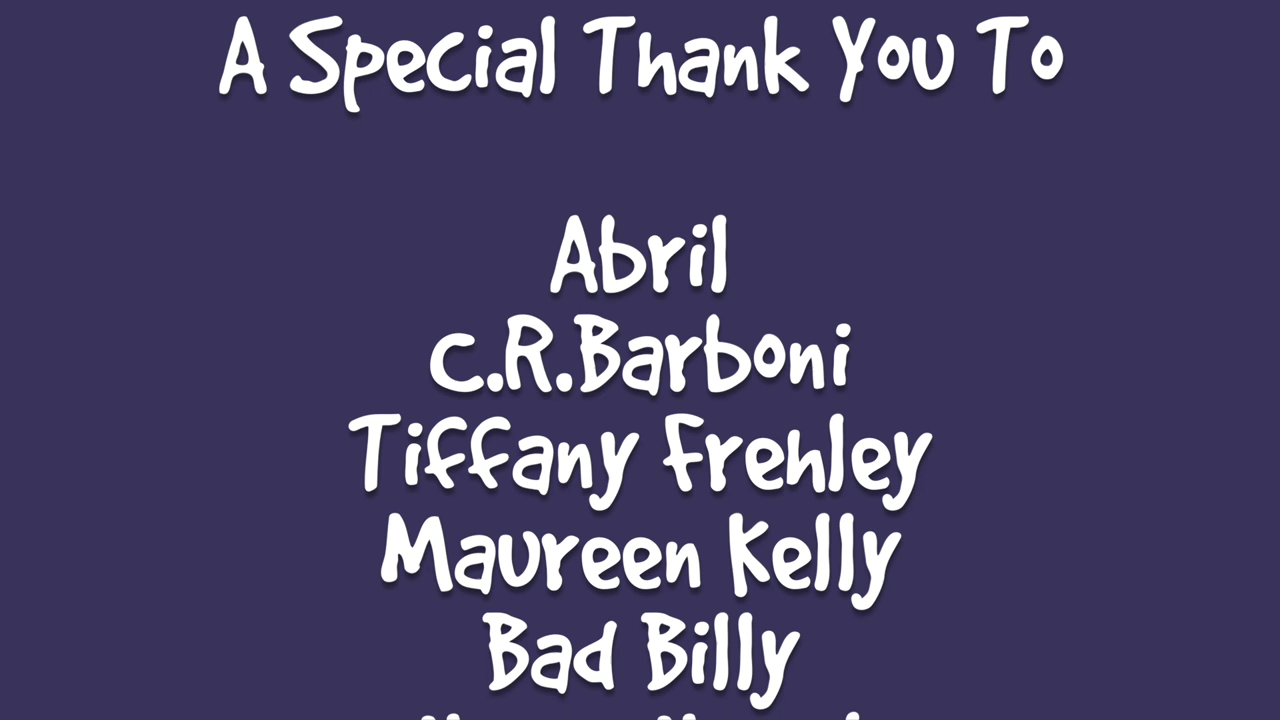 A Special Thank You To
Abril
C.R.Barboni
Tiffany Frehley
Maureen Kelly
Bad Billy